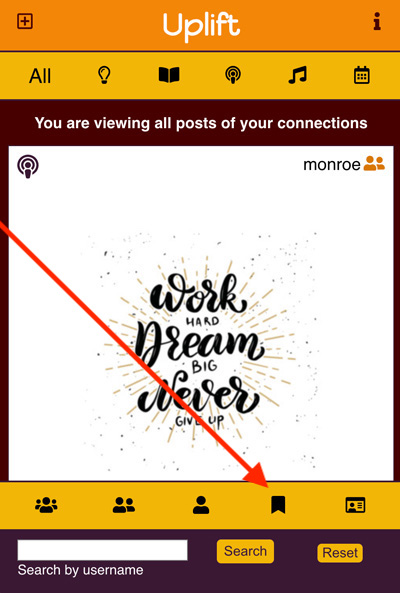 Uplift
All
You are viewing all posts of your connections
monroe
Work
HARD
Dream
BIG
Never
GIVE UP
Search
Reset
Search by username